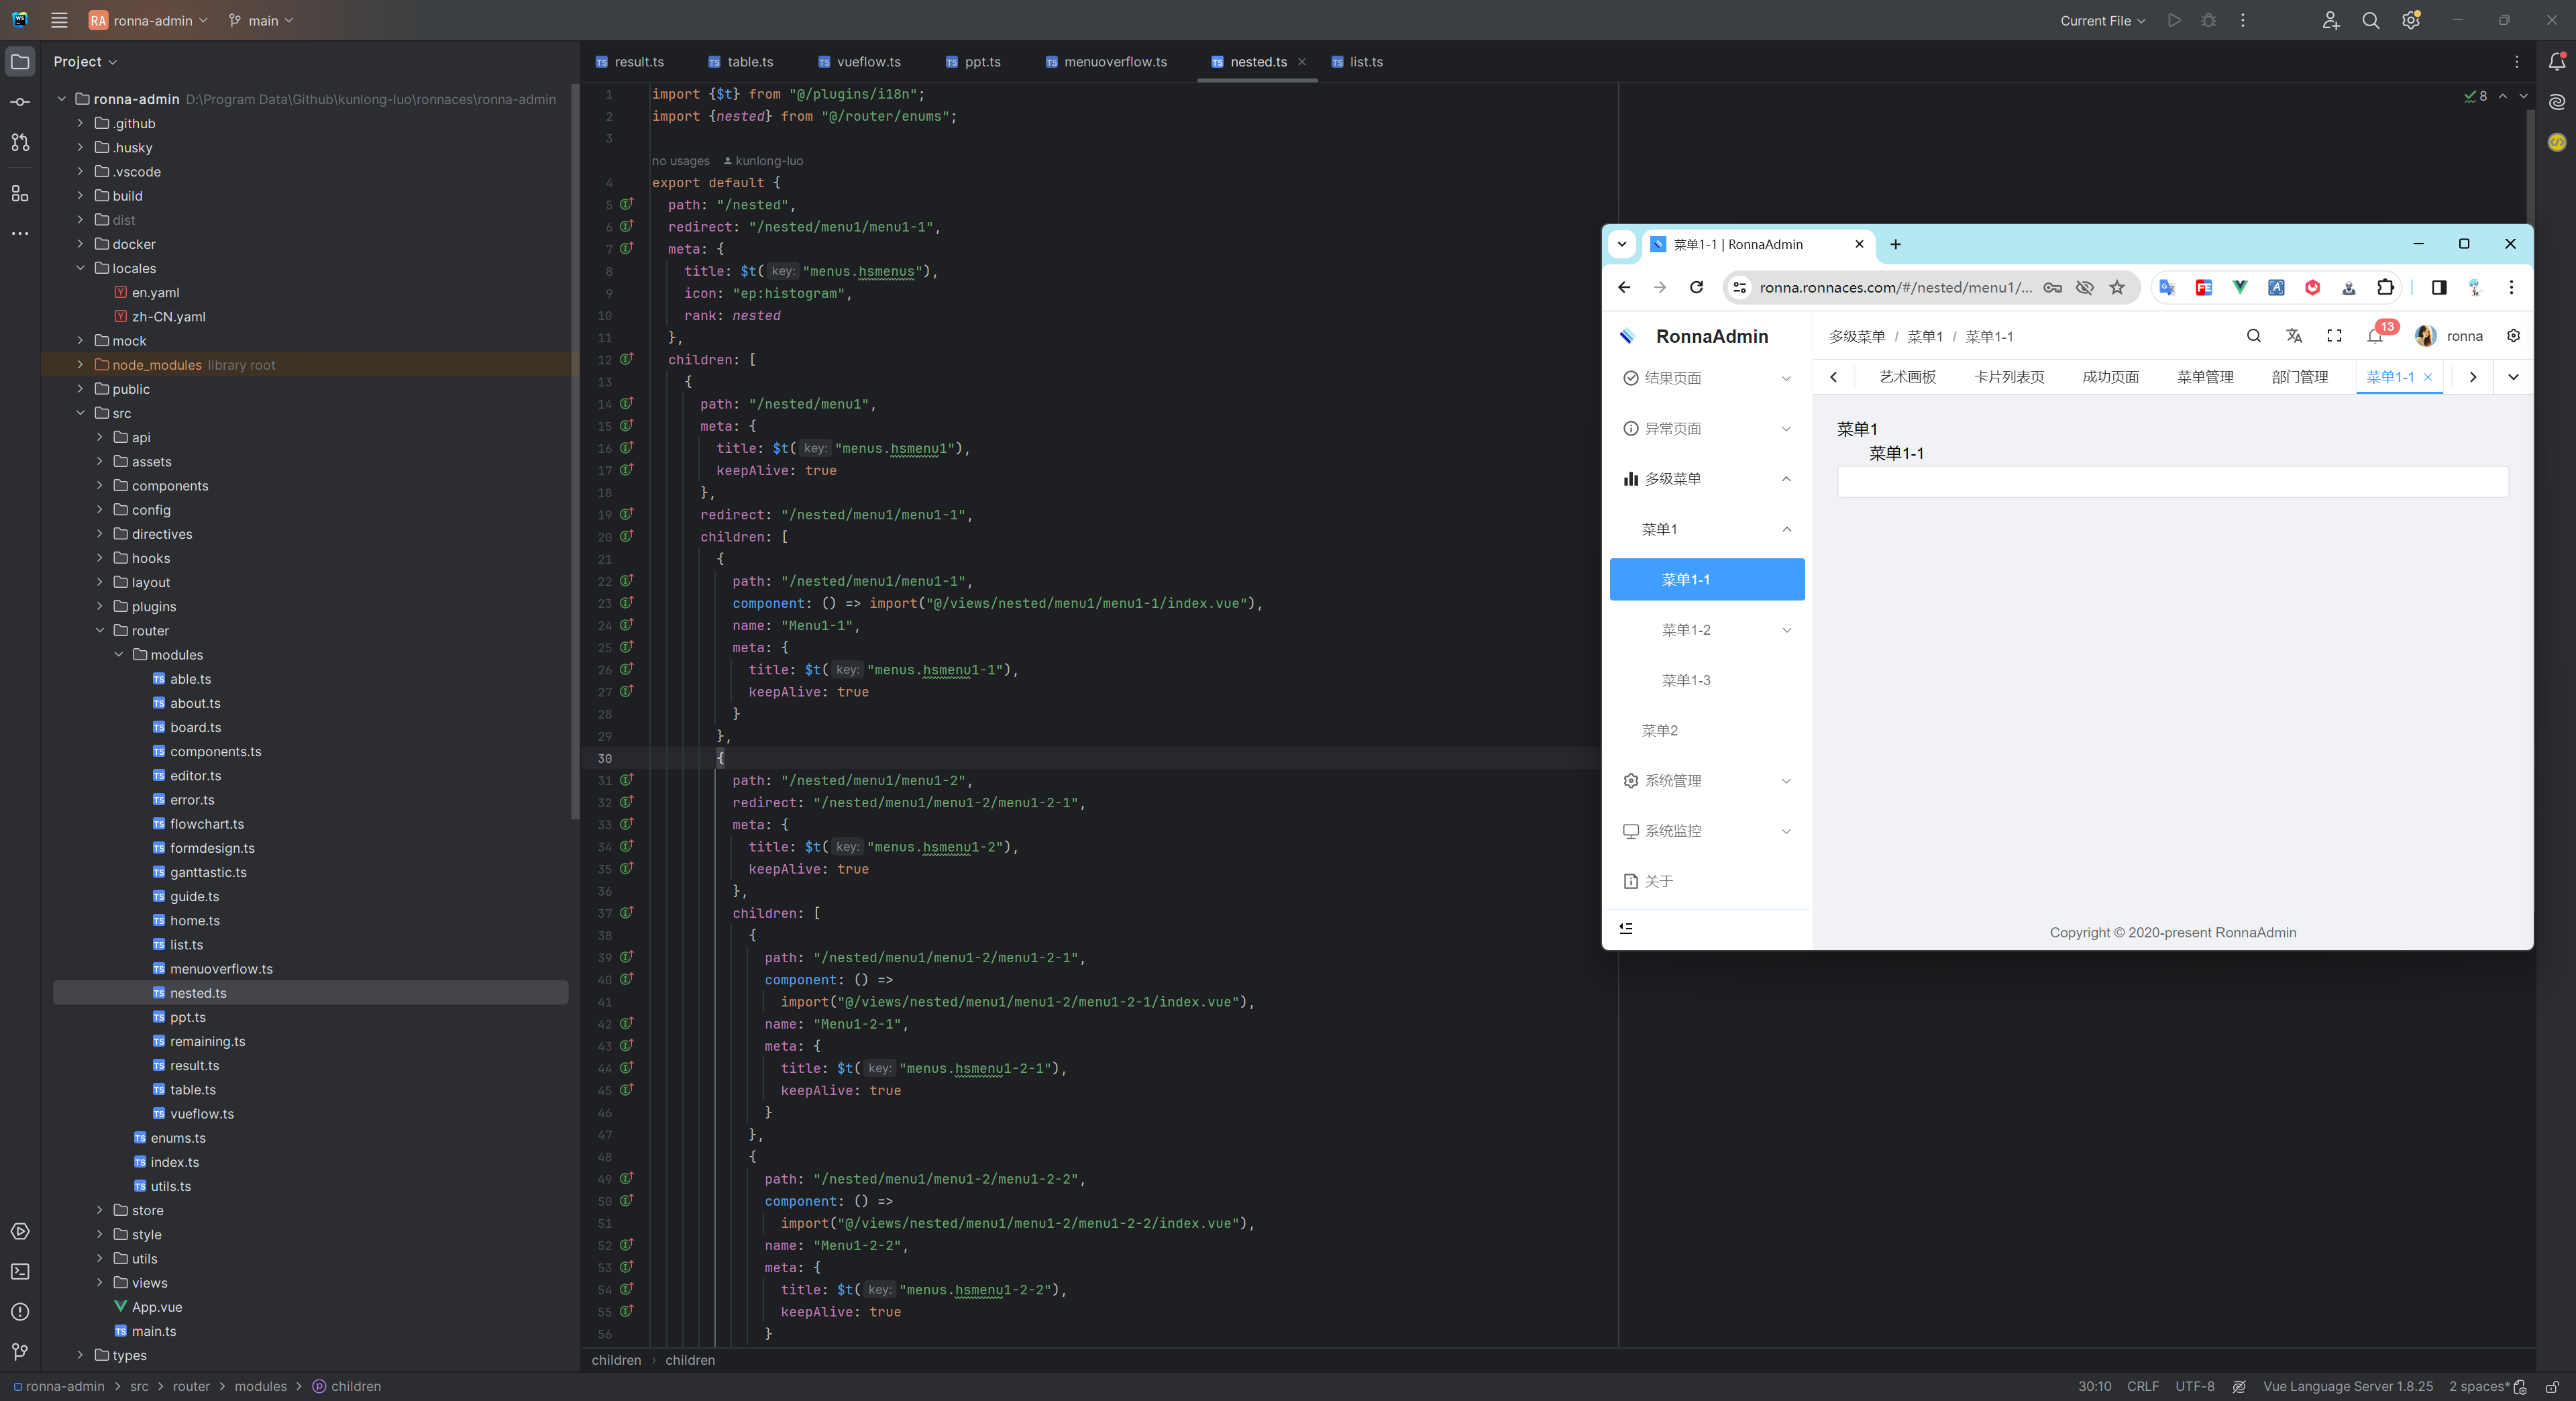 RA ronna-admin main Current File
Project
result.ts table.ts vueflow.ts ppt.ts menuoverflow.ts nested.ts list.ts
ronna-admin D:\Program Data\Github\kunlong-luo\ronnaces\ronna-admin
.github
.husky
.vscode
build
dist
docker
locales
en.yaml
zh-CN.yaml
mock
node_modules library root
public
src
api
assets
components
config
directives
hooks
layout
plugins
router
modules
able.ts
about.ts
board.ts
components.ts
editor.ts
error.ts
flowchart.ts
formdesign.ts
ganttastic.ts
guide.ts
home.ts
list.ts
menuoverflow.ts
nested.ts
ppt.ts
remaining.ts
result.ts
table.ts
vueflow.ts
enums.ts
index.ts
utils.ts
store
style
utils
views
App.vue
main.ts
types
8
1 import {$t} from "@/plugins/i18n";
2 import {nested} from "@/router/enums";
3
no usages kunlong-luo
4 export default {
5 path: "/nested",
6 redirect: "/nested/menu1/menu1-1",
7 meta: {
8 title: $t( key: "menus.hsmenus"),
9 icon: "ep:histogram",
10 rank: nested
11 },
12 children: [
13 {
14 path: "/nested/menu1",
15 meta: {
16 title: $t( key: "menus.hsmenu1"),
17 keepAlive: true
18 },
19 redirect: "/nested/menu1/menu1-1",
20 children: [
21 {
22 path: "/nested/menu1/menu1-1",
23 component: () => import("@/views/nested/menu1/menu1-1/index.vue"),
24 name: "Menu1-1",
25 meta: {
26 title: $t( key: "menus.hsmenu1-1"),
27 keepAlive: true
28 }
29 },
30 {
31 path: "/nested/menu1/menu1-2",
32 redirect: "/nested/menu1/menu1-2/menu1-2-1",
33 meta: {
34 title: $t( key: "menus.hsmenu1-2"),
35 keepAlive: true
36 },
37 children: [
38 {
39 path: "/nested/menu1/menu1-2/menu1-2-1",
40 component: () =>
41 import("@/views/nested/menu1/menu1-2/menu1-2-1/index.vue"),
42 name: "Menu1-2-1",
43 meta: {
44 title: $t( key: "menus.hsmenu1-2-1"),
45 keepAlive: true
46 }
47 },
48 {
49 path: "/nested/menu1/menu1-2/menu1-2-2",
50 component: () =>
51 import("@/views/nested/menu1/menu1-2/menu1-2-2/index.vue"),
52 name: "Menu1-2-2",
53 meta: {
54 title: $t( key: "menus.hsmenu1-2-2"),
55 keepAlive: true
56 }
children children
菜单1-1 | RonnaAdmin
ronna.ronnaces.com/#/nested/menu1/...
RonnaAdmin
多级菜单 / 菜单1 / 菜单1-1
13
ronna
艺术画板 卡片列表页 成功页面 菜单管理 部门管理 菜单1-1
结果页面
异常页面
多级菜单
菜单1
菜单1-1
菜单1-2
菜单1-3
菜单2
系统管理
系统监控
关于
菜单1
菜单1-1
Copyright © 2020-present RonnaAdmin
ronna-admin src router modules children
30:10 CRLF UTF-8 Vue Language Server 1.8.25 2 spaces*